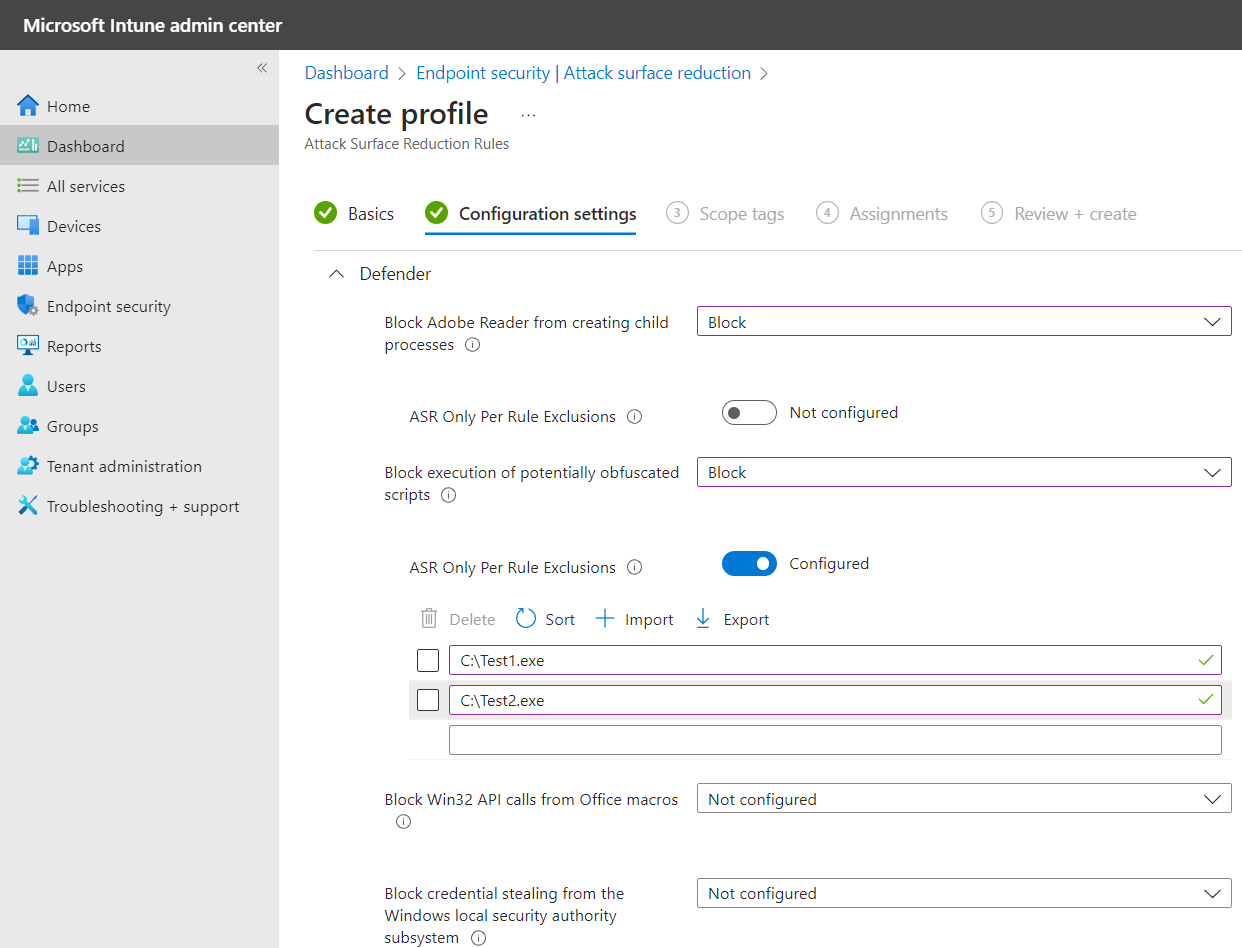 Microsoft Intune admin center
«
Home
Dashboard
All services
Devices
Apps
Endpoint security
Reports
Users
Groups
Tenant administration
Troubleshooting + support
Dashboard > Endpoint security | Attack surface reduction >
Create profile ...
Attack Surface Reduction Rules
Basics
Configuration settings
3 Scope tags
4 Assignments
5 Review + create
Defender
Block Adobe Reader from creating child
processes
Block
ASR Only Per Rule Exclusions
Not configured
Block execution of potentially obfuscated
scripts
Block
ASR Only Per Rule Exclusions
Configured
Delete Sort Import Export
C:\Test1.exe
C:\Test2.exe
Block Win32 API calls from Office macros
Not configured
Block credential stealing from the
Windows local security authority
subsystem
Not configured